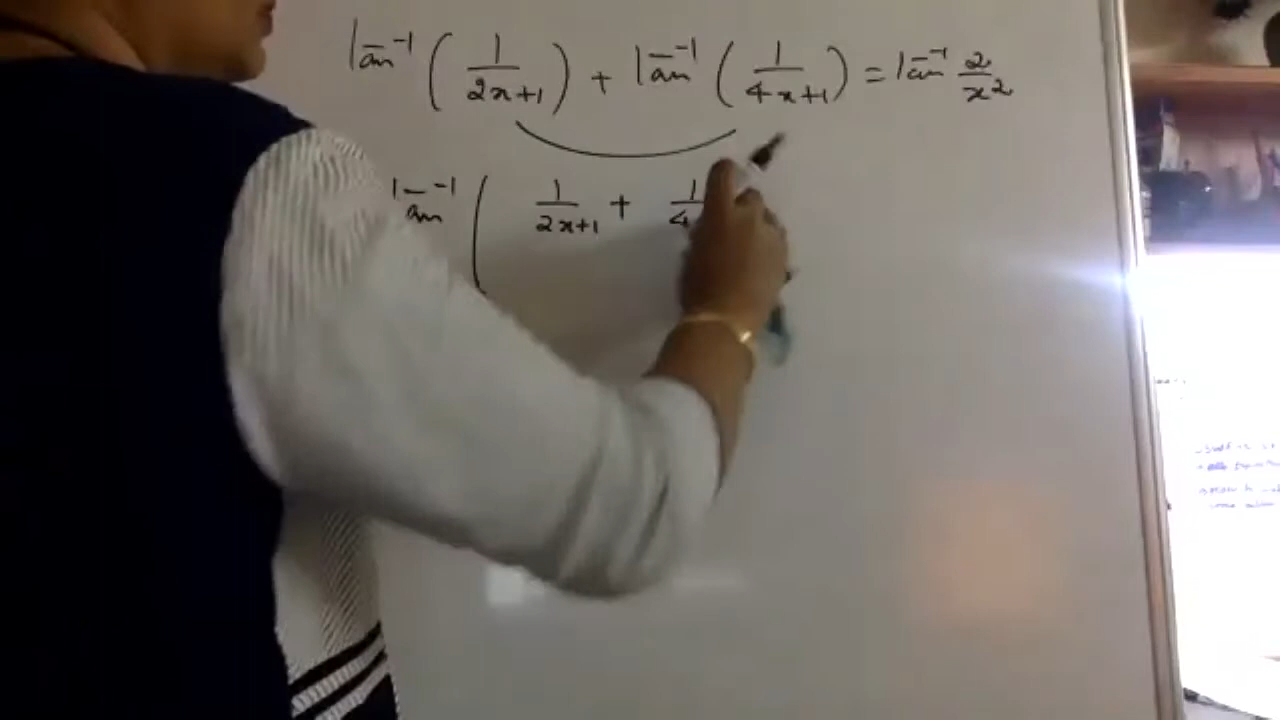 tan⁻¹ ( 1/2x+1 ) + tan⁻¹ ( 1/4x+1 ) = tan⁻¹ 2/x²
tan⁻¹ ( 1/2x+1 + 1/4